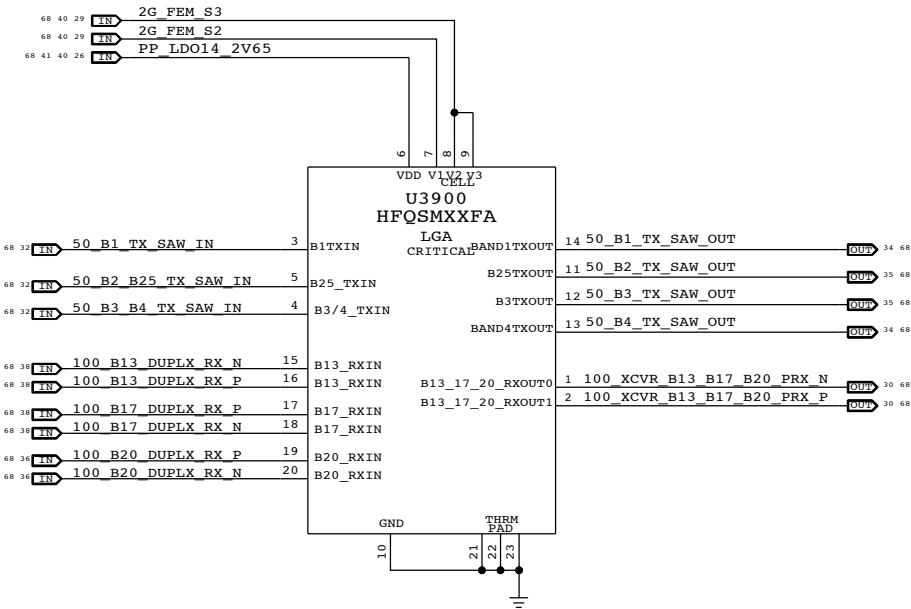 68 40 29 IN 2G_FEM_S3
68 40 29 IN 2G_FEM_S2
68 41 40 26 IN PP_LDO14_2V65
6 7 8 9
VDD V1 V2 V3
CELL
U3900
HFQSMXXFA
LGA
CRITICAL
68 32 IN 50_B1_TX_SAW_IN 3 B1TXIN
BAND1TXOUT 14 50_B1_TX_SAW_OUT OUT 34 68
68 32 IN 50_B2_B25_TX_SAW_IN 5 B25_TXIN
B25TXOUT 11 50_B2_TX_SAW_OUT OUT 35 68
68 32 IN 50_B3_B4_TX_SAW_IN 4 B3/4_TXIN
B3TXOUT 12 50_B3_TX_SAW_OUT OUT 35 68
BAND4TXOUT 13 50_B4_TX_SAW_OUT OUT 34 68
68 38 IN 100_B13_DUPLX_RX_N 15 B13_RXIN
68 38 IN 100_B13_DUPLX_RX_P 16 B13_RXIN
B13_17_20_RXOUT0 1 100_XCVR_B13_B17_B20_PRX_N OUT 30 68
B13_17_20_RXOUT1 2 100_XCVR_B13_B17_B20_PRX_P OUT 30 68
68 38 IN 100_B17_DUPLX_RX_P 17 B17_RXIN
68 38 IN 100_B17_DUPLX_RX_N 18 B17_RXIN
68 36 IN 100_B20_DUPLX_RX_P 19 B20_RXIN
68 36 IN 100_B20_DUPLX_RX_N 20 B20_RXIN
GND
THRM
PAD
10 21 22 23